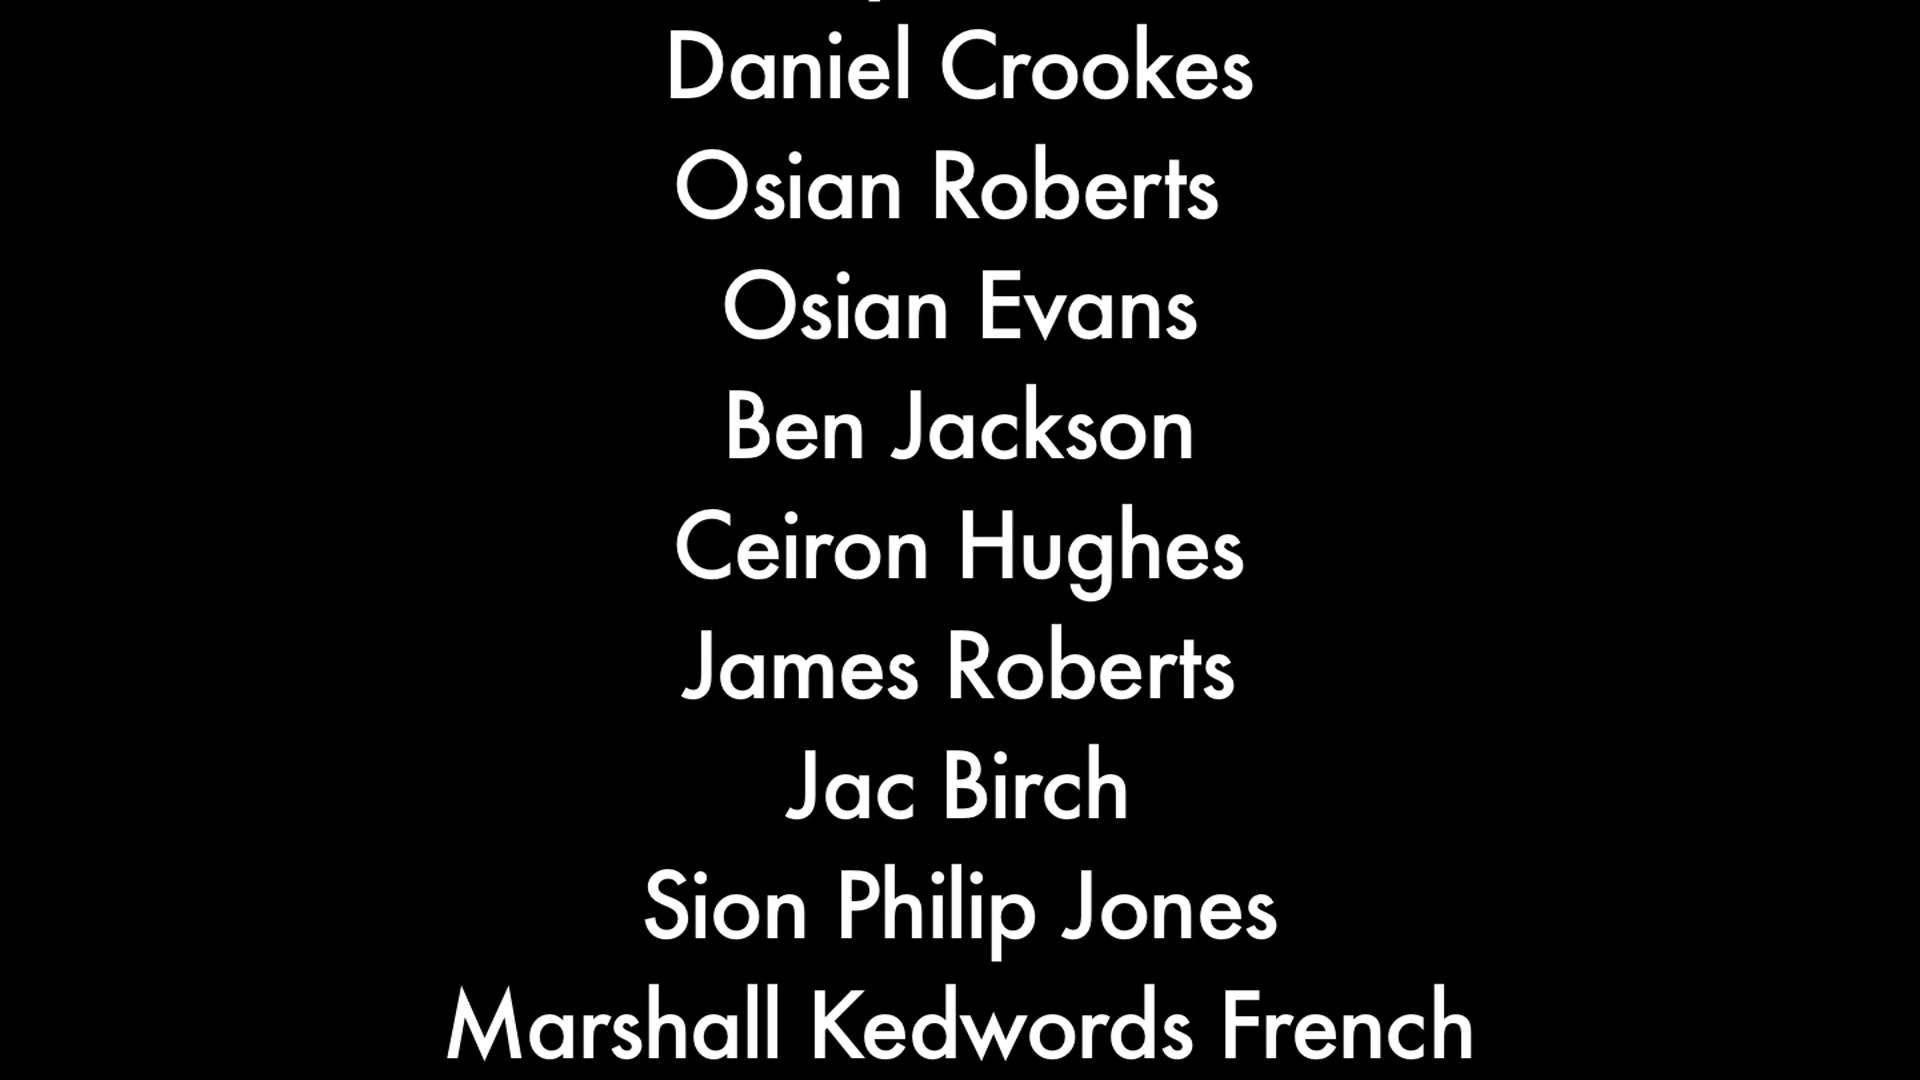 Daniel Crookes
Osian Roberts
Osian Evans
Ben Jackson
Ceiron Hughes
James Roberts
Jac Birch
Sion Philip Jones
Marshall Kedwords French